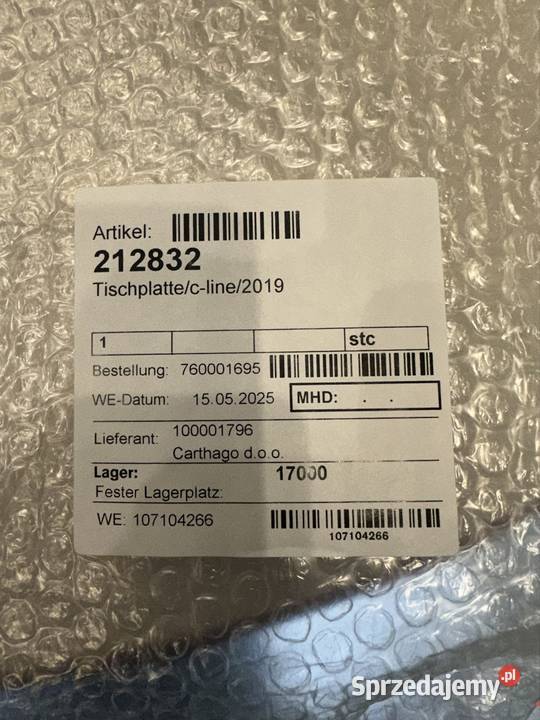 Artikel:
212832
Tischplatte/c-line/2019
1 stc
Bestellung: 760001695
WE-Datum: 15.05.2025 MHD: . .
Lieferant: 100001796
Carthago d.o.o.
Lager: 17000
Fester Lagerplatz:
WE: 107104266
107104266
Sprzedajemy.pl